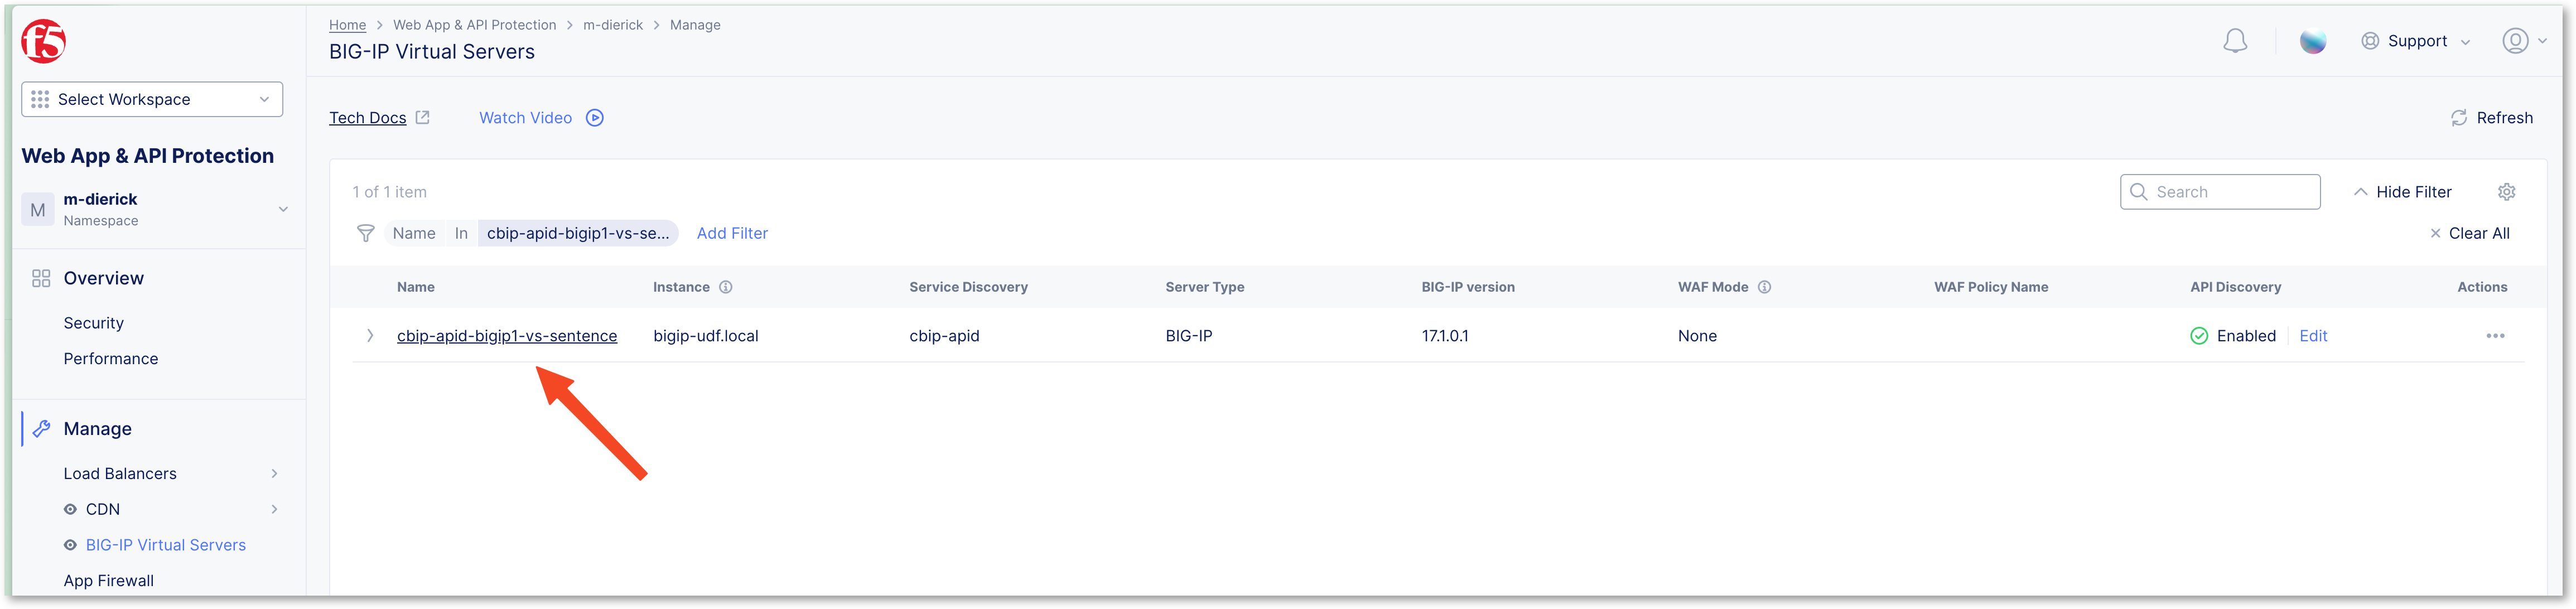 f5
Select Workspace
Web App & API Protection
M
m-dierick
Namespace
Overview
Security
Performance
Manage
Load Balancers
CDN
BIG-IP Virtual Servers
App Firewall
Home > Web App & API Protection > m-dierick > Manage
BIG-IP Virtual Servers
Support
Tech Docs Watch Video
Refresh
1 of 1 item
Search
Hide Filter
Name In cbip-apid-bigip1-vs-se... Add Filter
Clear All
Name Instance Service Discovery Server Type BIG-IP version WAF Mode WAF Policy Name API Discovery Actions
cbip-apid-bigip1-vs-sentence bigip-udf.local cbip-apid BIG-IP 17.1.0.1 None Enabled Edit